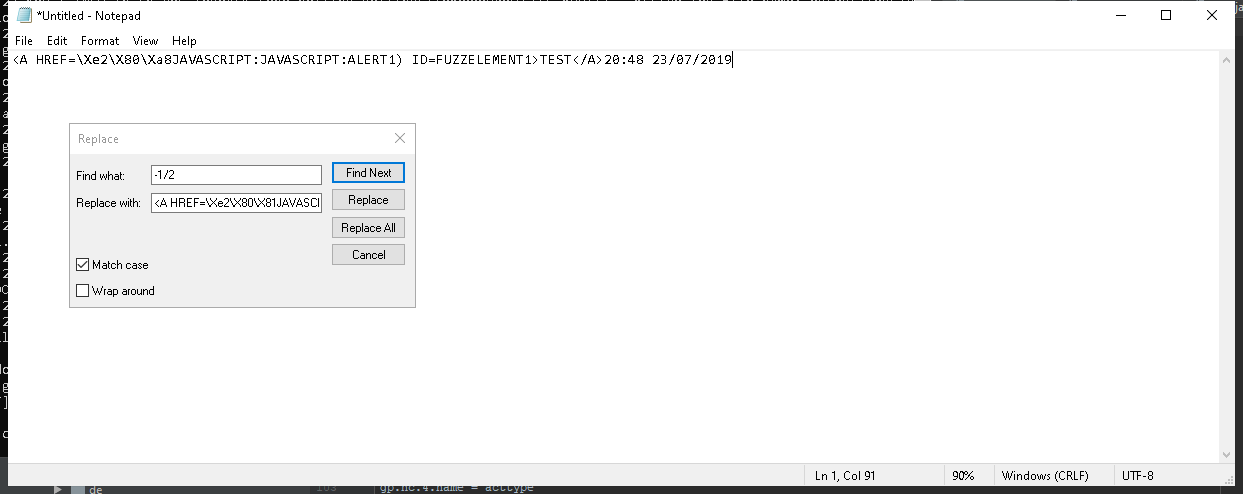 *Untitled - Notepad
File Edit Format View Help
<A HREF=\Xe2\X80\Xa8JAVASCRIPT:JAVASCRIPT:ALERT1) ID=FUZZELEMENT1>TEST</A>20:48 23/07/2019
Replace
Find what: -1/2 Find Next
Replace with: <A HREF=\Xe2\X80\X81JAVASCI Replace
Replace All
Cancel
Match case
Wrap around
Ln 1, Col 91 90% Windows (CRLF) UTF-8
de gp.nc.4.name = acttype